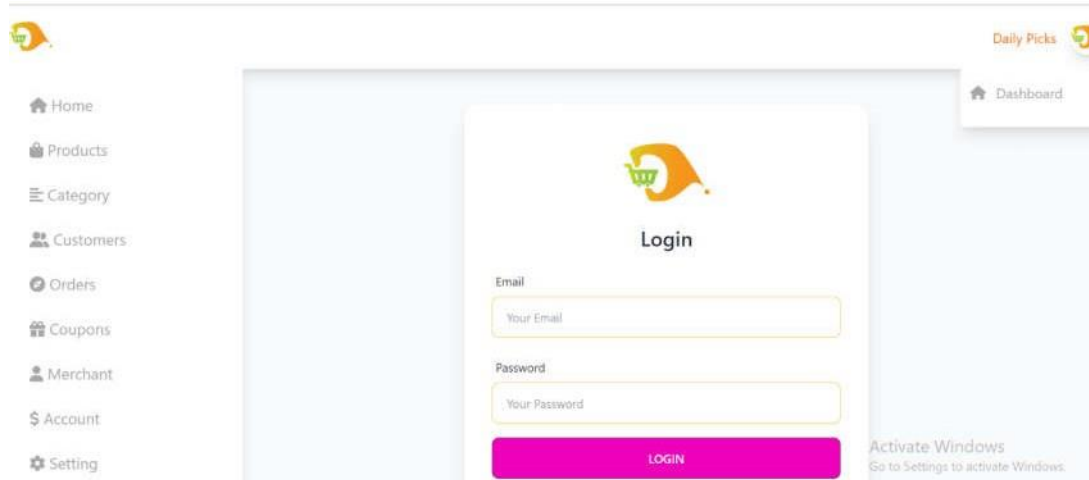 Daily Picks
Dashboard
Home
Products
Category
Customers
Orders
Coupons
Merchant
$ Account
Setting
Login
Email
Your Email
Password
Your Password
LOGIN
Activate Windows
Go to Settings to activate Windows.